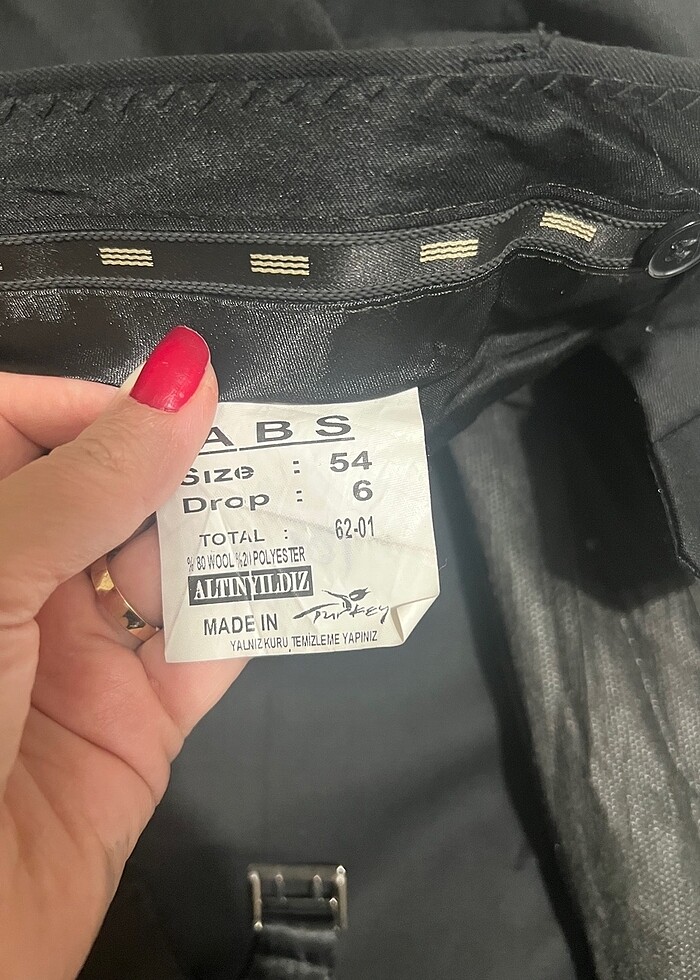 ABS
Size : 54
Drop : 6
TOTAL : 62-01
% 80 WOOL %20 POLYESTER
ALTINYILDIZ
MADE IN Turkey
YALNIZ KURU TEMİZLEME YAPINIZ